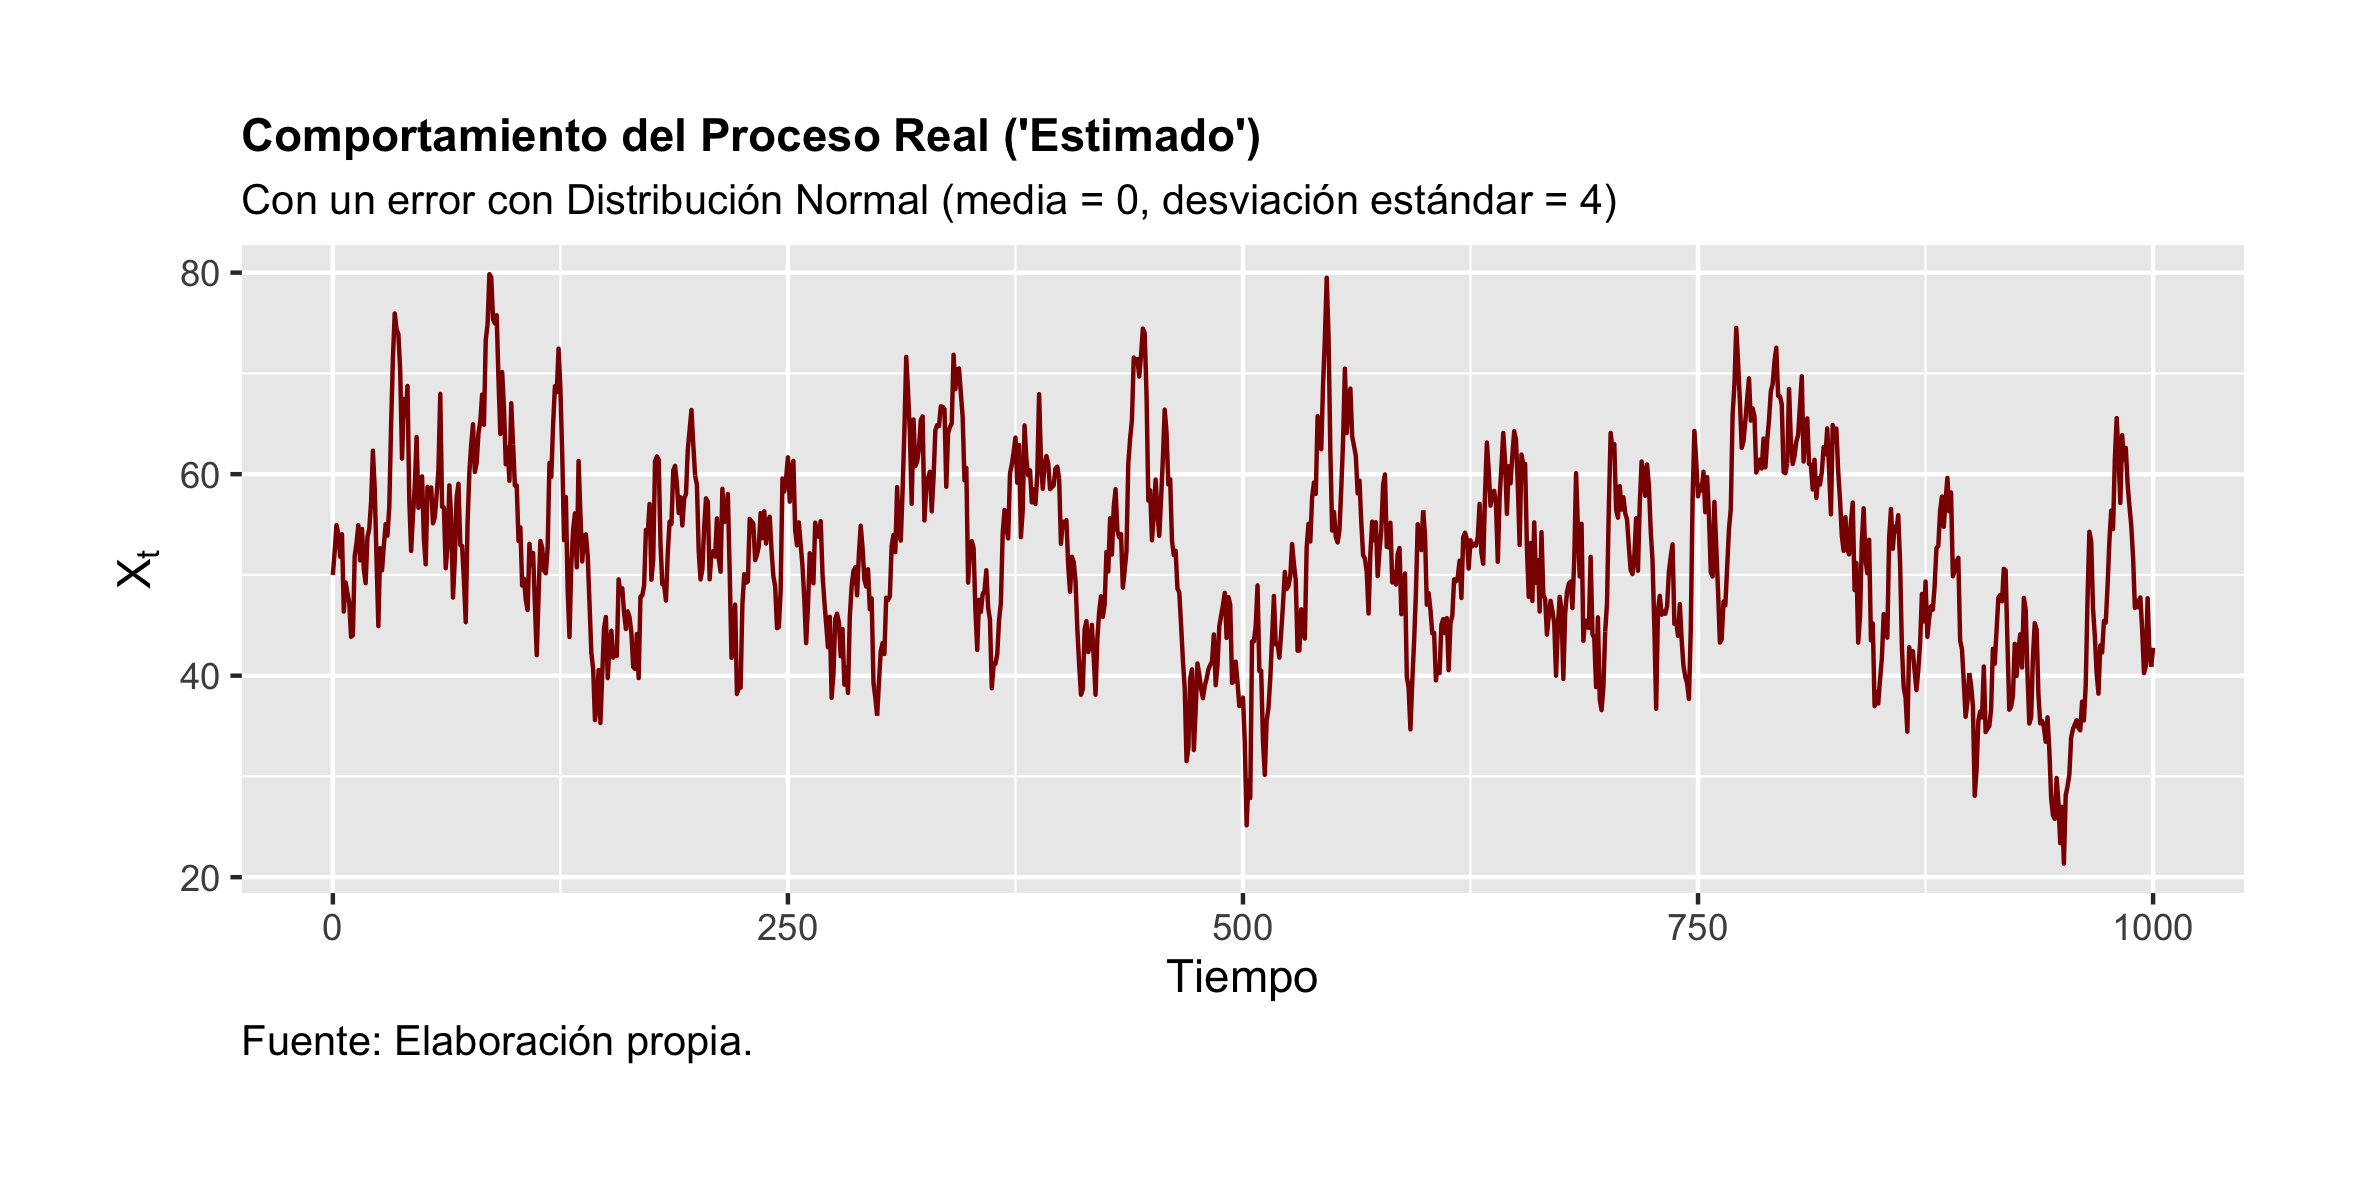 Comportamiento del Proceso Real ('Estimado')
Con un error con Distribución Normal (media = 0, desviación estándar = 4)
80
60
40
20
Xt
0 250 500 750 1000
Tiempo
Fuente: Elaboración propia.